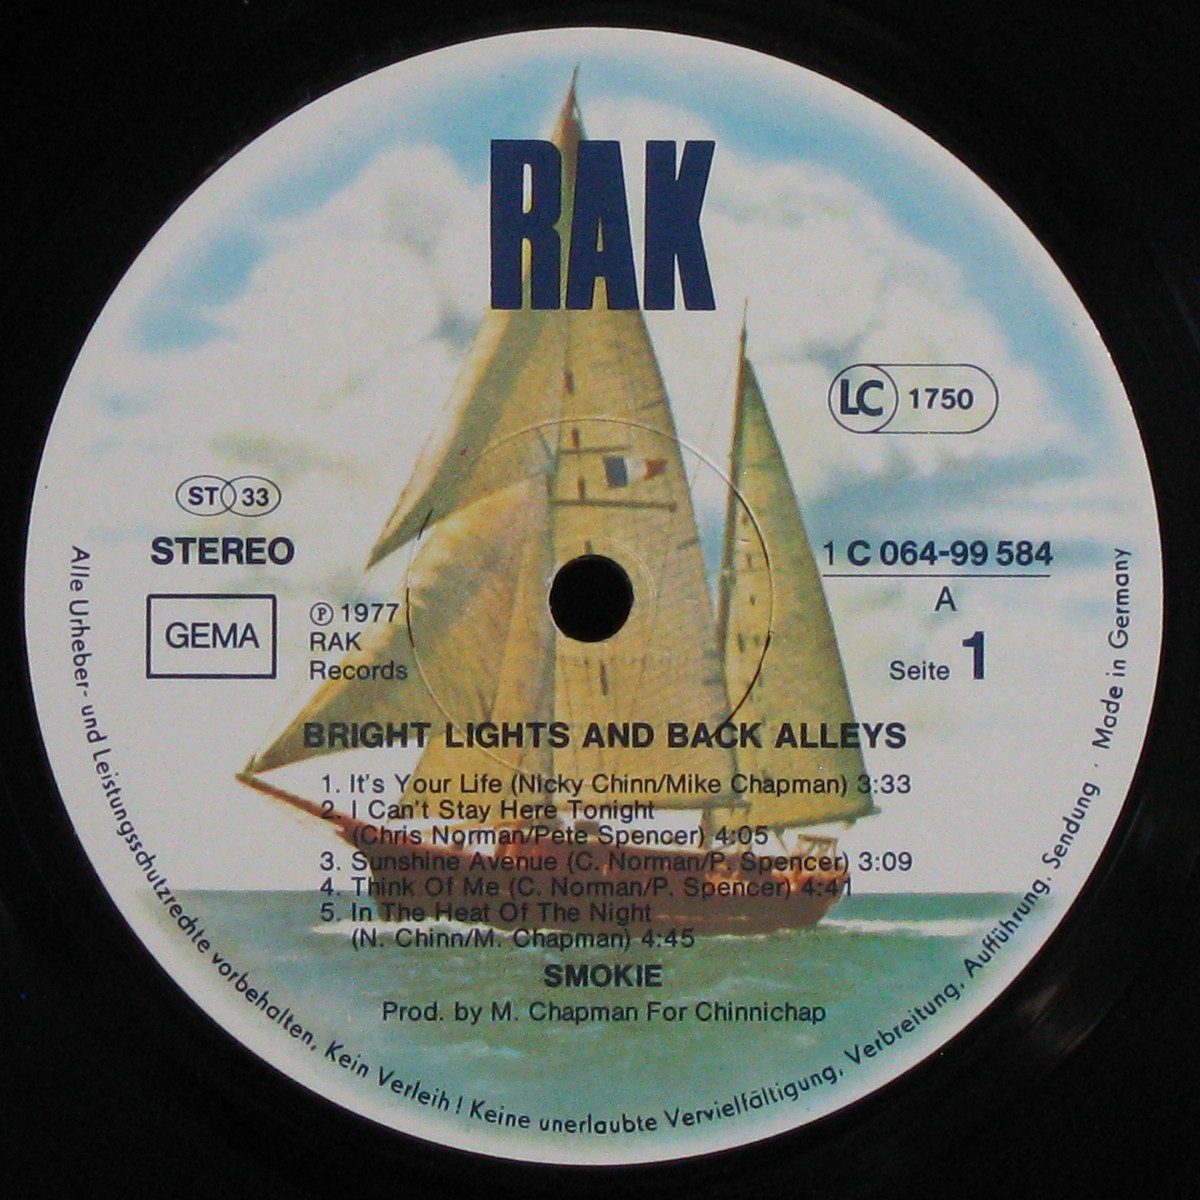 RAK
LC 1750
ST 33
STEREO
1 C 064-99 584
A
GEMA
℗ 1977
RAK
Records
Seite 1
BRIGHT LIGHTS AND BACK ALLEYS
1. It's Your Life (Nicky Chinn/Mike Chapman) 3:33
2. I Can't Stay Here Tonight
(Chris Norman/Pete Spencer) 4:05
3. Sunshine Avenue (C. Norman/P. Spencer) 3:09
4. Think Of Me (C. Norman/P. Spencer) 4:41
5. In The Heat Of The Night
(N. Chinn/M. Chapman) 4:45
SMOKIE
Prod. by M. Chapman For Chinnichap
Alle Urheber- und Leistungsschutzrechte vorbehalten. Kein Verleih! Keine unerlaubte Vervielfältigung, Verbreitung, Aufführung, Sendung · Made in Germany